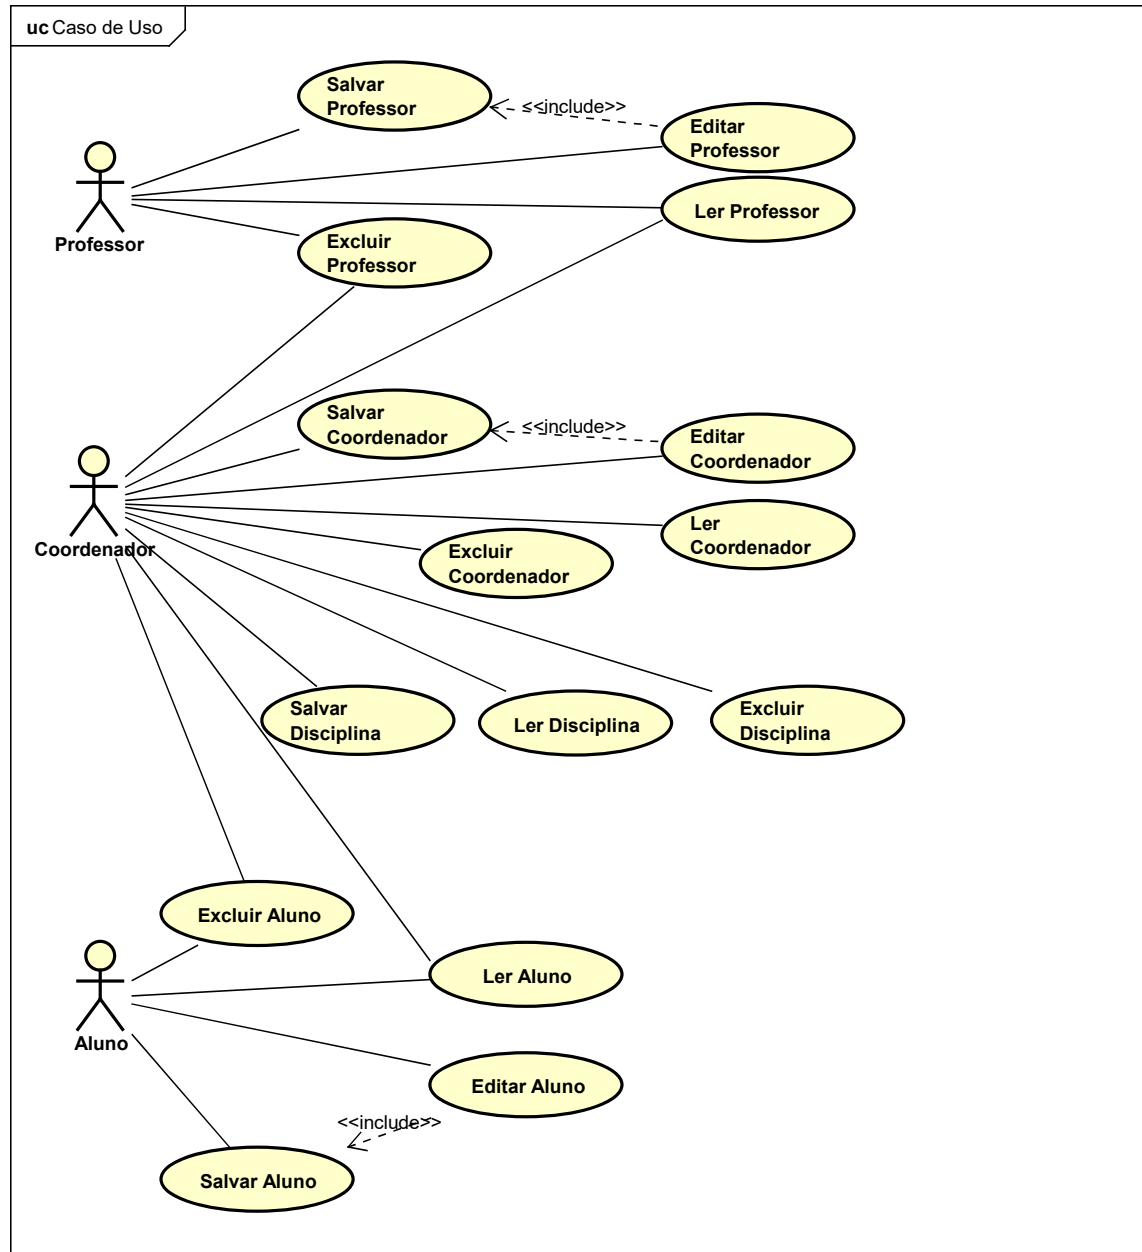 uc Caso de Uso
Salvar
Professor
<<include>>
Editar
Professor
Ler Professor
Professor
Excluir
Professor
Salvar
Coordenador
<<include>>
Editar
Coordenador
Ler
Coordenador
Coordenador
Excluir
Coordenador
Salvar
Disciplina
Ler Disciplina
Excluir
Disciplina
Excluir Aluno
Ler Aluno
Aluno
Editar Aluno
<<include>>
Salvar Aluno